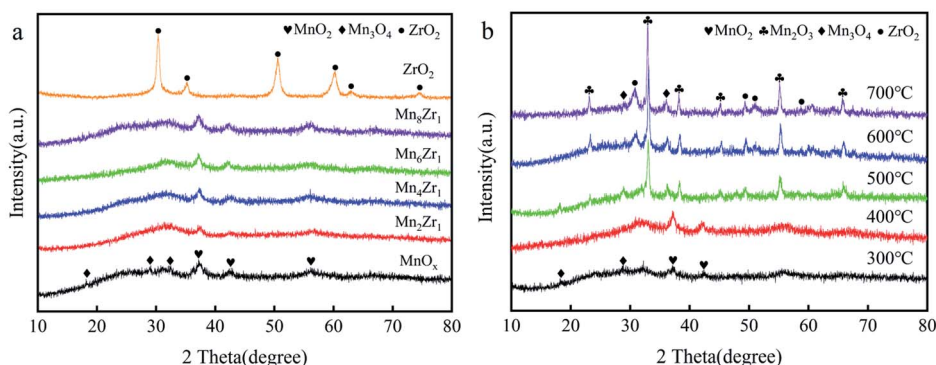 a
♥MnO₂ ♦Mn₃O₄ ●ZrO₂
ZrO₂
Mn₈Zr₁
Mn₆Zr₁
Mn₄Zr₁
Mn₂Zr₁
MnOₓ
Intensity(a.u.)
10 20 30 40 50 60 70 80
2 Theta(degree)
b
♥MnO₂ ♣Mn₂O₃ ♦Mn₃O₄ ●ZrO₂
700℃
600℃
500℃
400℃
300℃
Intensity(a.u.)
10 20 30 40 50 60 70 80
2 Theta(degree)